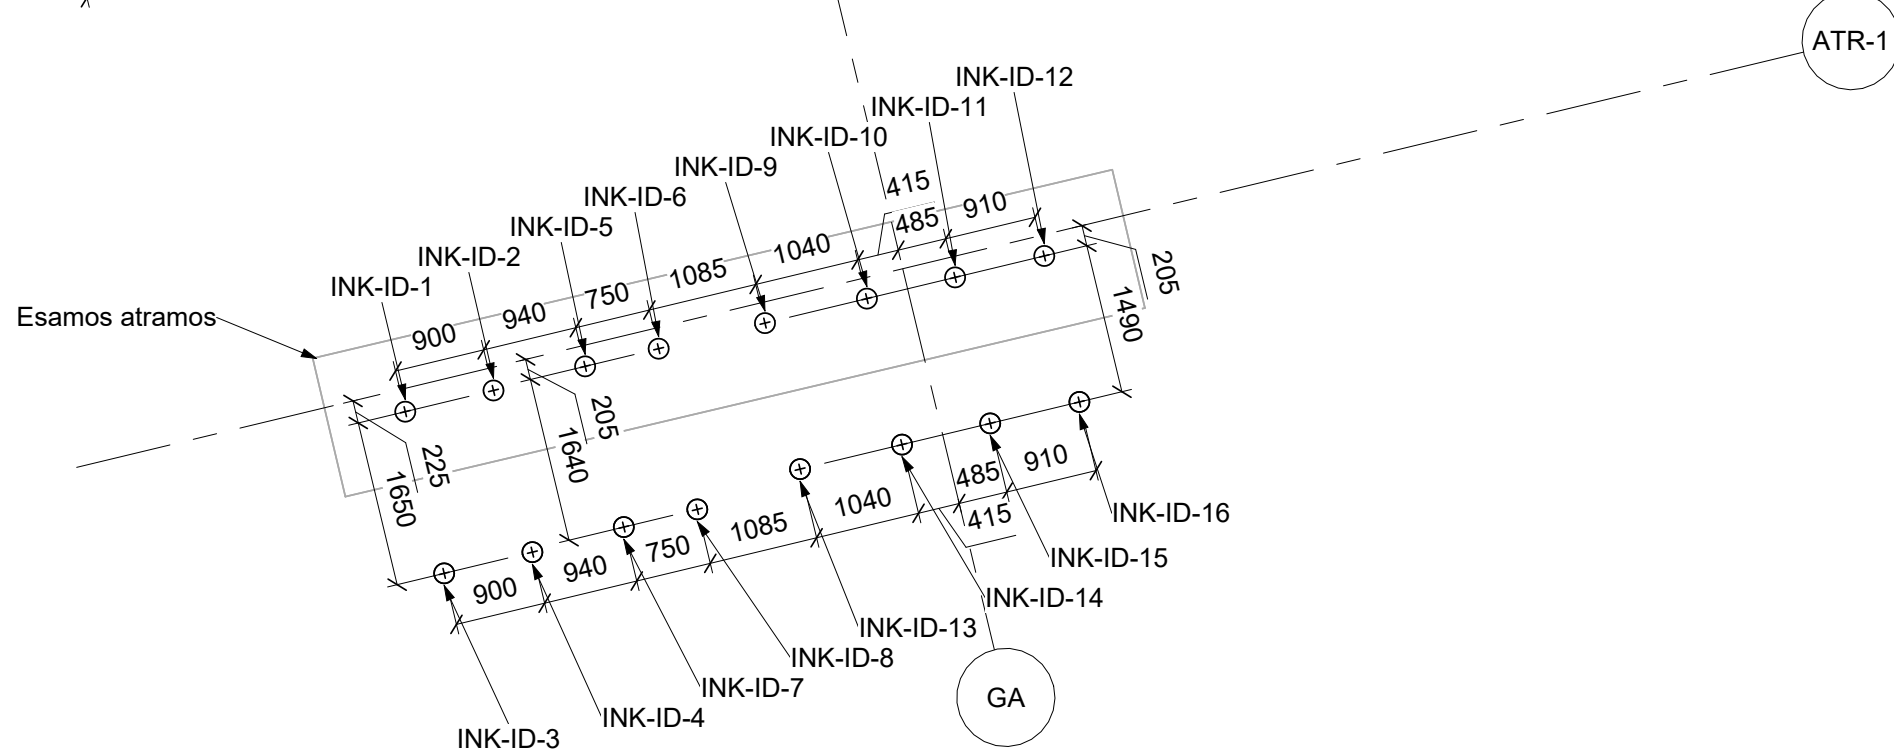 ATR-1
INK-ID-12
INK-ID-11
INK-ID-10
INK-ID-9
INK-ID-6
INK-ID-5
INK-ID-2
INK-ID-1
Esamos atramos
415
900
940
750
1085
1040
485
910
205
1490
205
1640
225
1650
900
940
750
1085
1040
485
910
415
INK-ID-16
INK-ID-15
INK-ID-14
INK-ID-13
INK-ID-8
INK-ID-7
INK-ID-4
INK-ID-3
GA